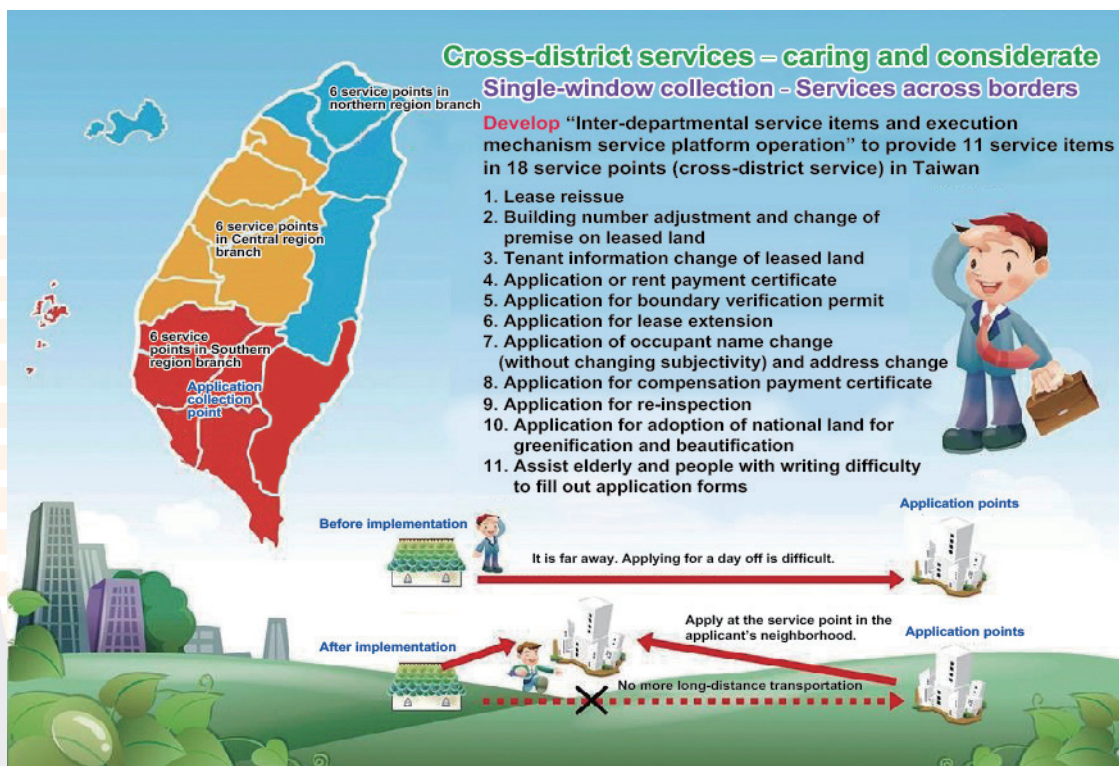 Cross-district services – caring and considerate
Single-window collection - Services across borders
Develop “Inter-departmental service items and execution
mechanism service platform operation” to provide 11 service items
in 18 service points (cross-district service) in Taiwan
1. Lease reissue
2. Building number adjustment and change of
premise on leased land
3. Tenant information change of leased land
4. Application or rent payment certificate
5. Application for boundary verification permit
6. Application for lease extension
7. Application of occupant name change
(without changing subjectivity) and address change
8. Application for compensation payment certificate
9. Application for re-inspection
10. Application for adoption of national land for
greenification and beautification
11. Assist elderly and people with writing difficulty
to fill out application forms
6 service points in
northern region branch
6 service points
in Central region
branch
6 service
points in Southern
region branch
Application
collection
point
Before implementation
It is far away. Applying for a day off is difficult.
Application points
After implementation
Apply at the service point in the
applicant's neighborhood.
Application points
No more long-distance transportation